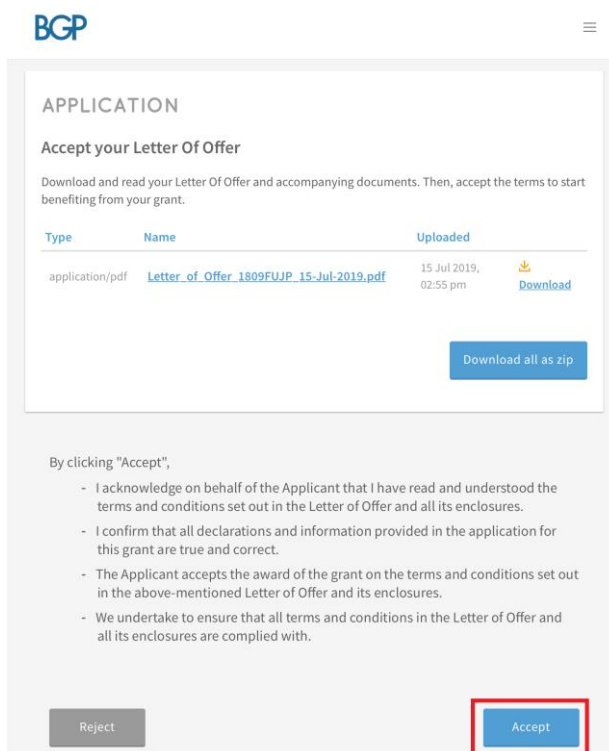 BGP
APPLICATION
Accept your Letter Of Offer
Download and read your Letter Of Offer and accompanying documents. Then, accept the terms to start
benefiting from your grant.
Type Name Uploaded
application/pdf Letter_of_Offer_1809FUJP_15-Jul-2019.pdf 15 Jul 2019,
02:55 pm Download
Download all as zip
By clicking "Accept",
- I acknowledge on behalf of the Applicant that I have read and understood the
terms and conditions set out in the Letter of Offer and all its enclosures.
- I confirm that all declarations and information provided in the application for
this grant are true and correct.
- The Applicant accepts the award of the grant on the terms and conditions set out
in the above-mentioned Letter of Offer and its enclosures.
- We undertake to ensure that all terms and conditions in the Letter of Offer and
all its enclosures are complied with.
Reject Accept